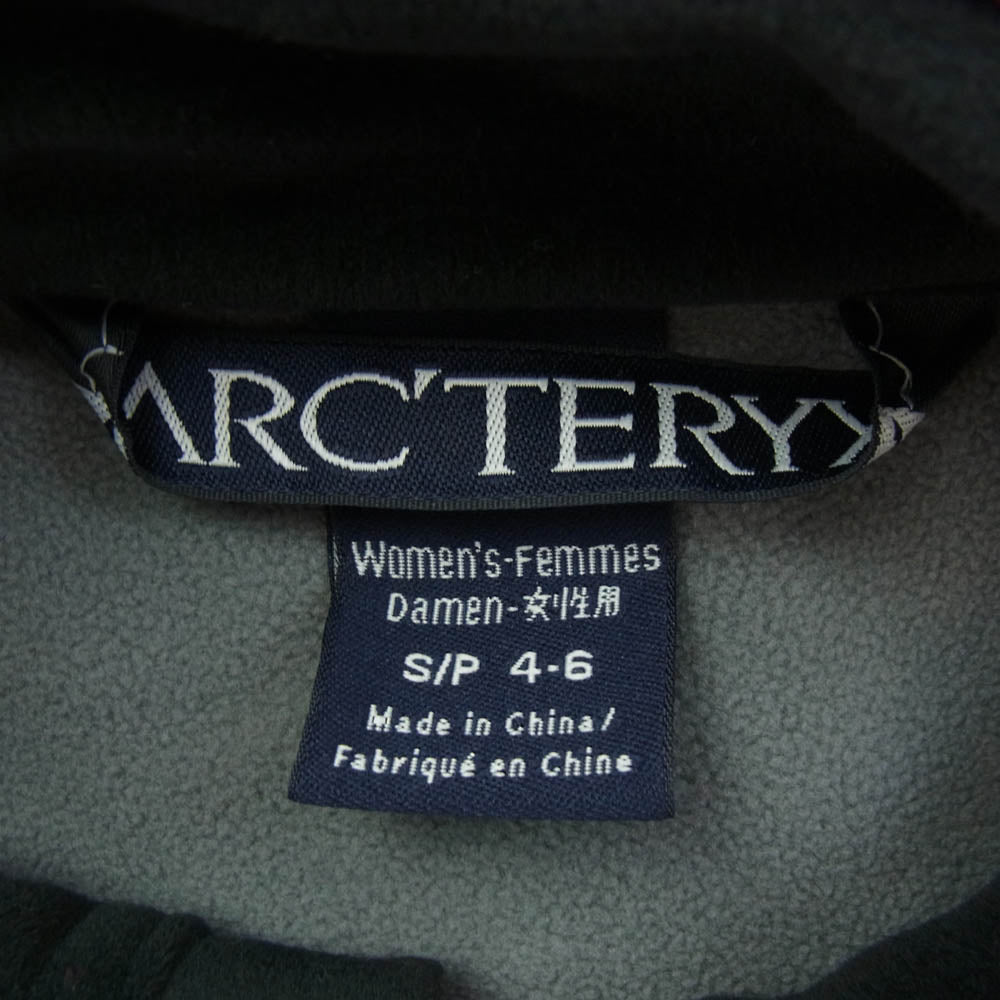 ARC'TERYX
Women's-Femmes
Damen-女性用
S/P 4-6
Made in China/
Fabriqué en Chine